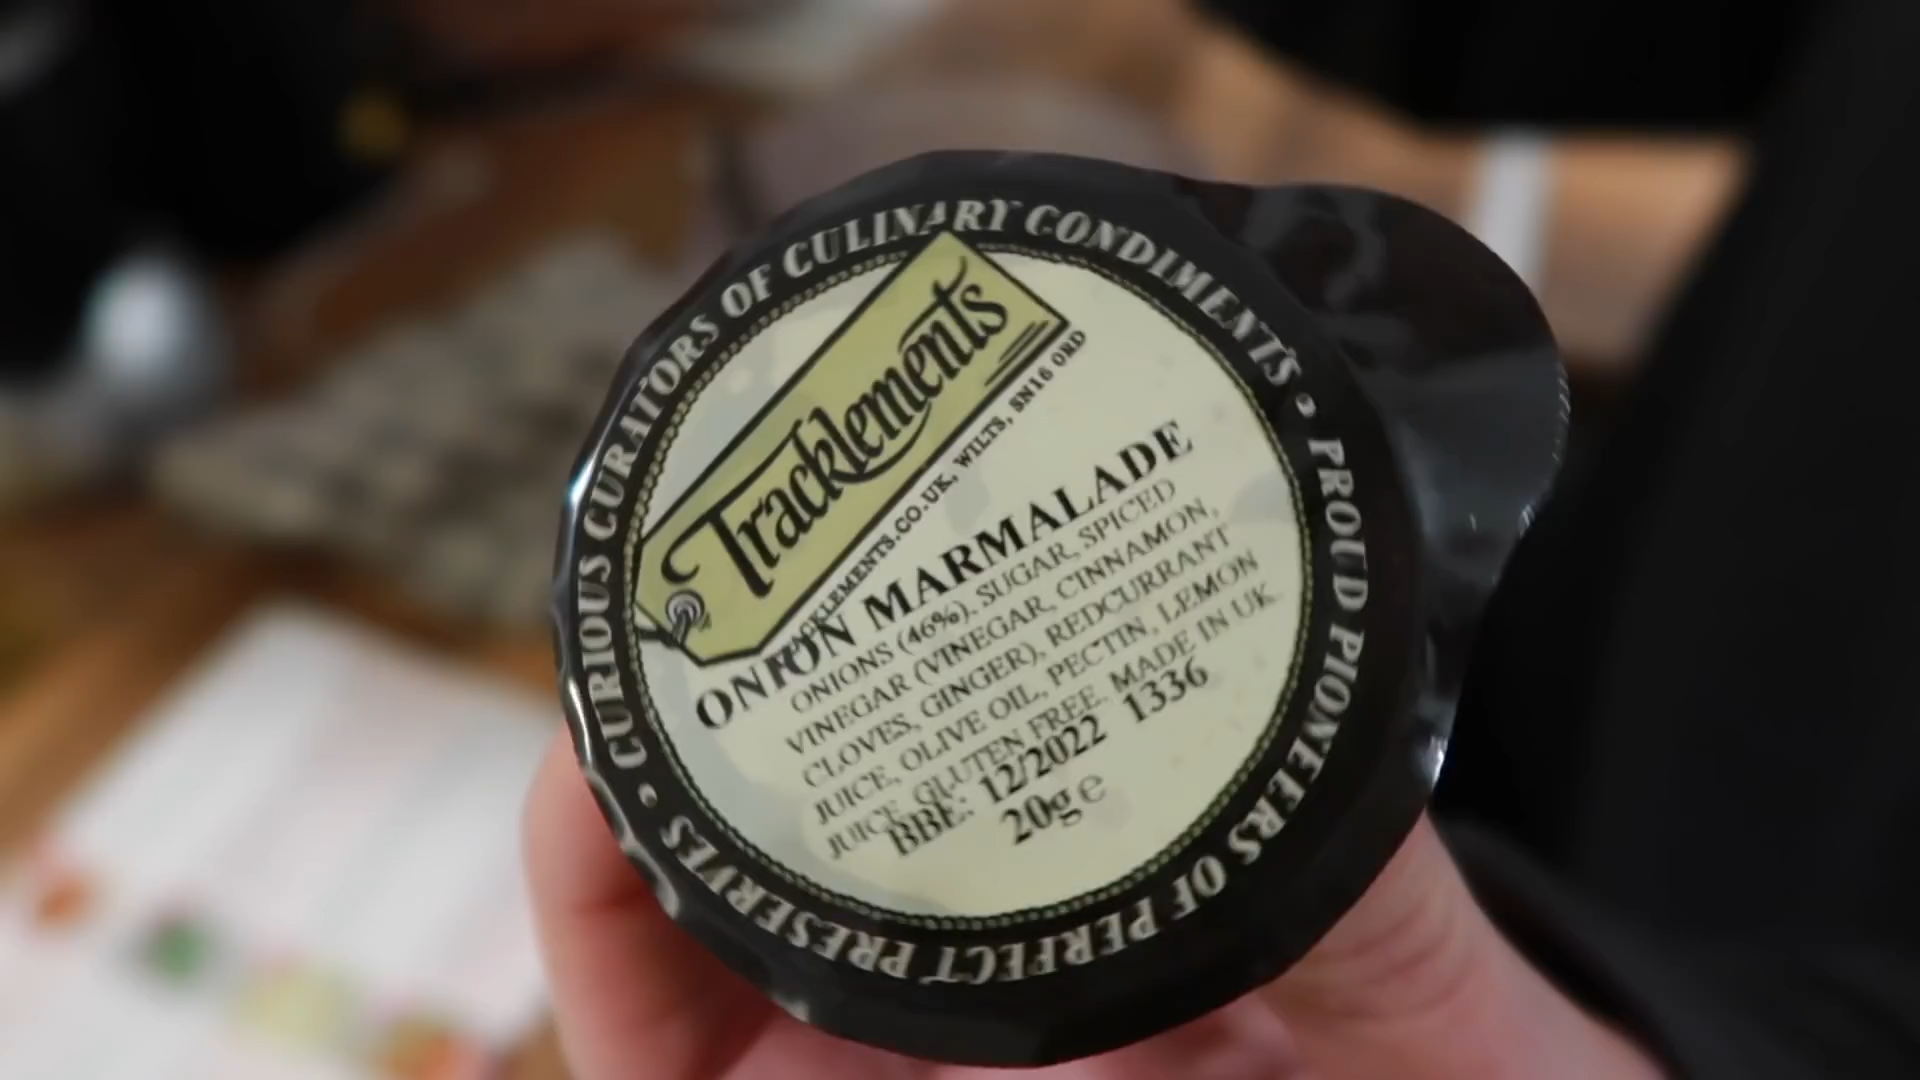 CURIOUS CURATORS OF CULINARY CONDIMENTS • PROUD PIONEERS OF PERFECT PRESERVES •
Tracklements
TRACKLEMENTS.CO.UK, WILTS, SN16 0RD
ONION MARMALADE
ONIONS (46%), SUGAR, SPICED
VINEGAR (VINEGAR, CINNAMON,
CLOVES, GINGER), REDCURRANT
JUICE, OLIVE OIL, PECTIN, LEMON
JUICE. GLUTEN FREE. MADE IN UK.
BBE: 12/2022 1336
20g e